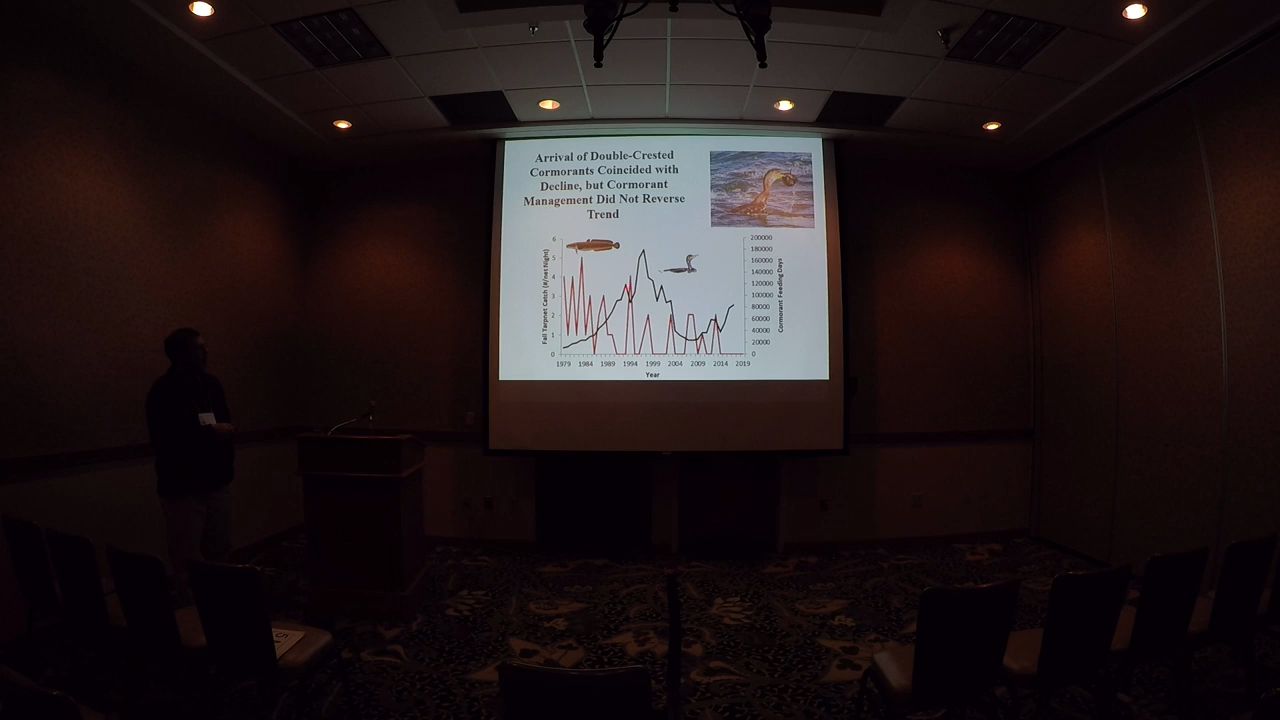 Arrival of Double-Crested
Cormorants Coincided with
Decline, but Cormorant
Management Did Not Reverse
Trend
Fall Trapnet Catch (#/net Night)
6
5
4
3
2
1
0
200000
180000
160000
140000
120000
100000
80000
60000
40000
20000
0
Cormorant Feeding Days
1979 1984 1989 1994 1999 2004 2009 2014 2019
Year